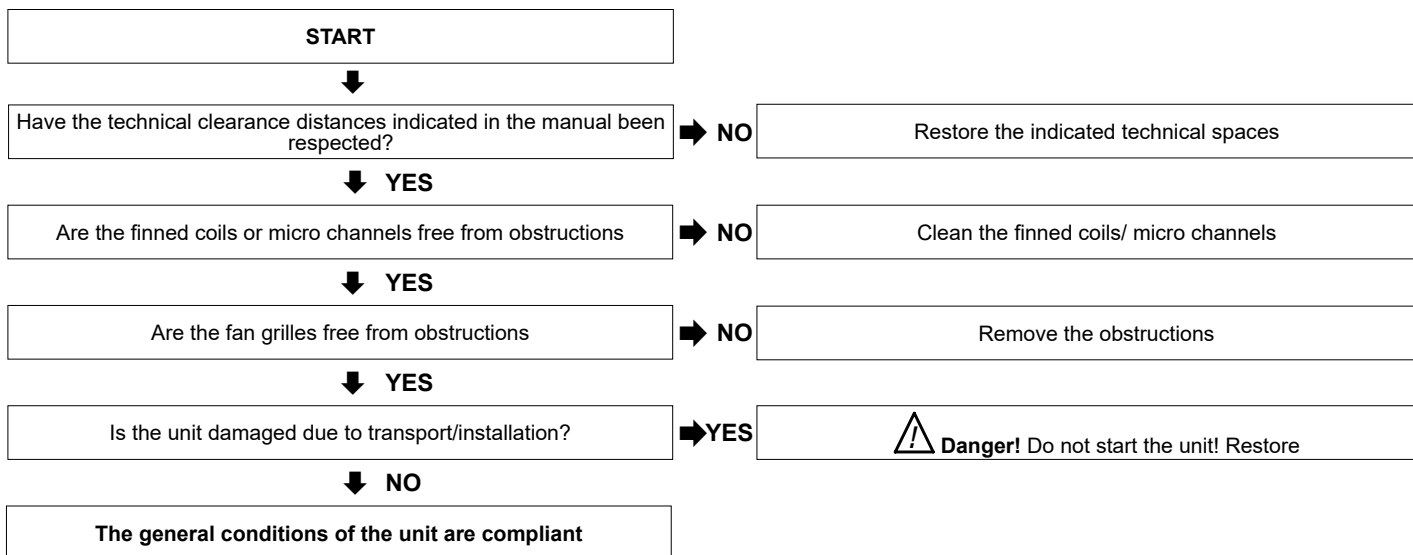 START
Have the technical clearance distances indicated in the manual been
respected?
NO
Restore the indicated technical spaces
YES
Are the finned coils or micro channels free from obstructions
NO
Clean the finned coils/ micro channels
YES
Are the fan grilles free from obstructions
NO
Remove the obstructions
YES
Is the unit damaged due to transport/installation?
YES
Danger! Do not start the unit! Restore
NO
The general conditions of the unit are compliant